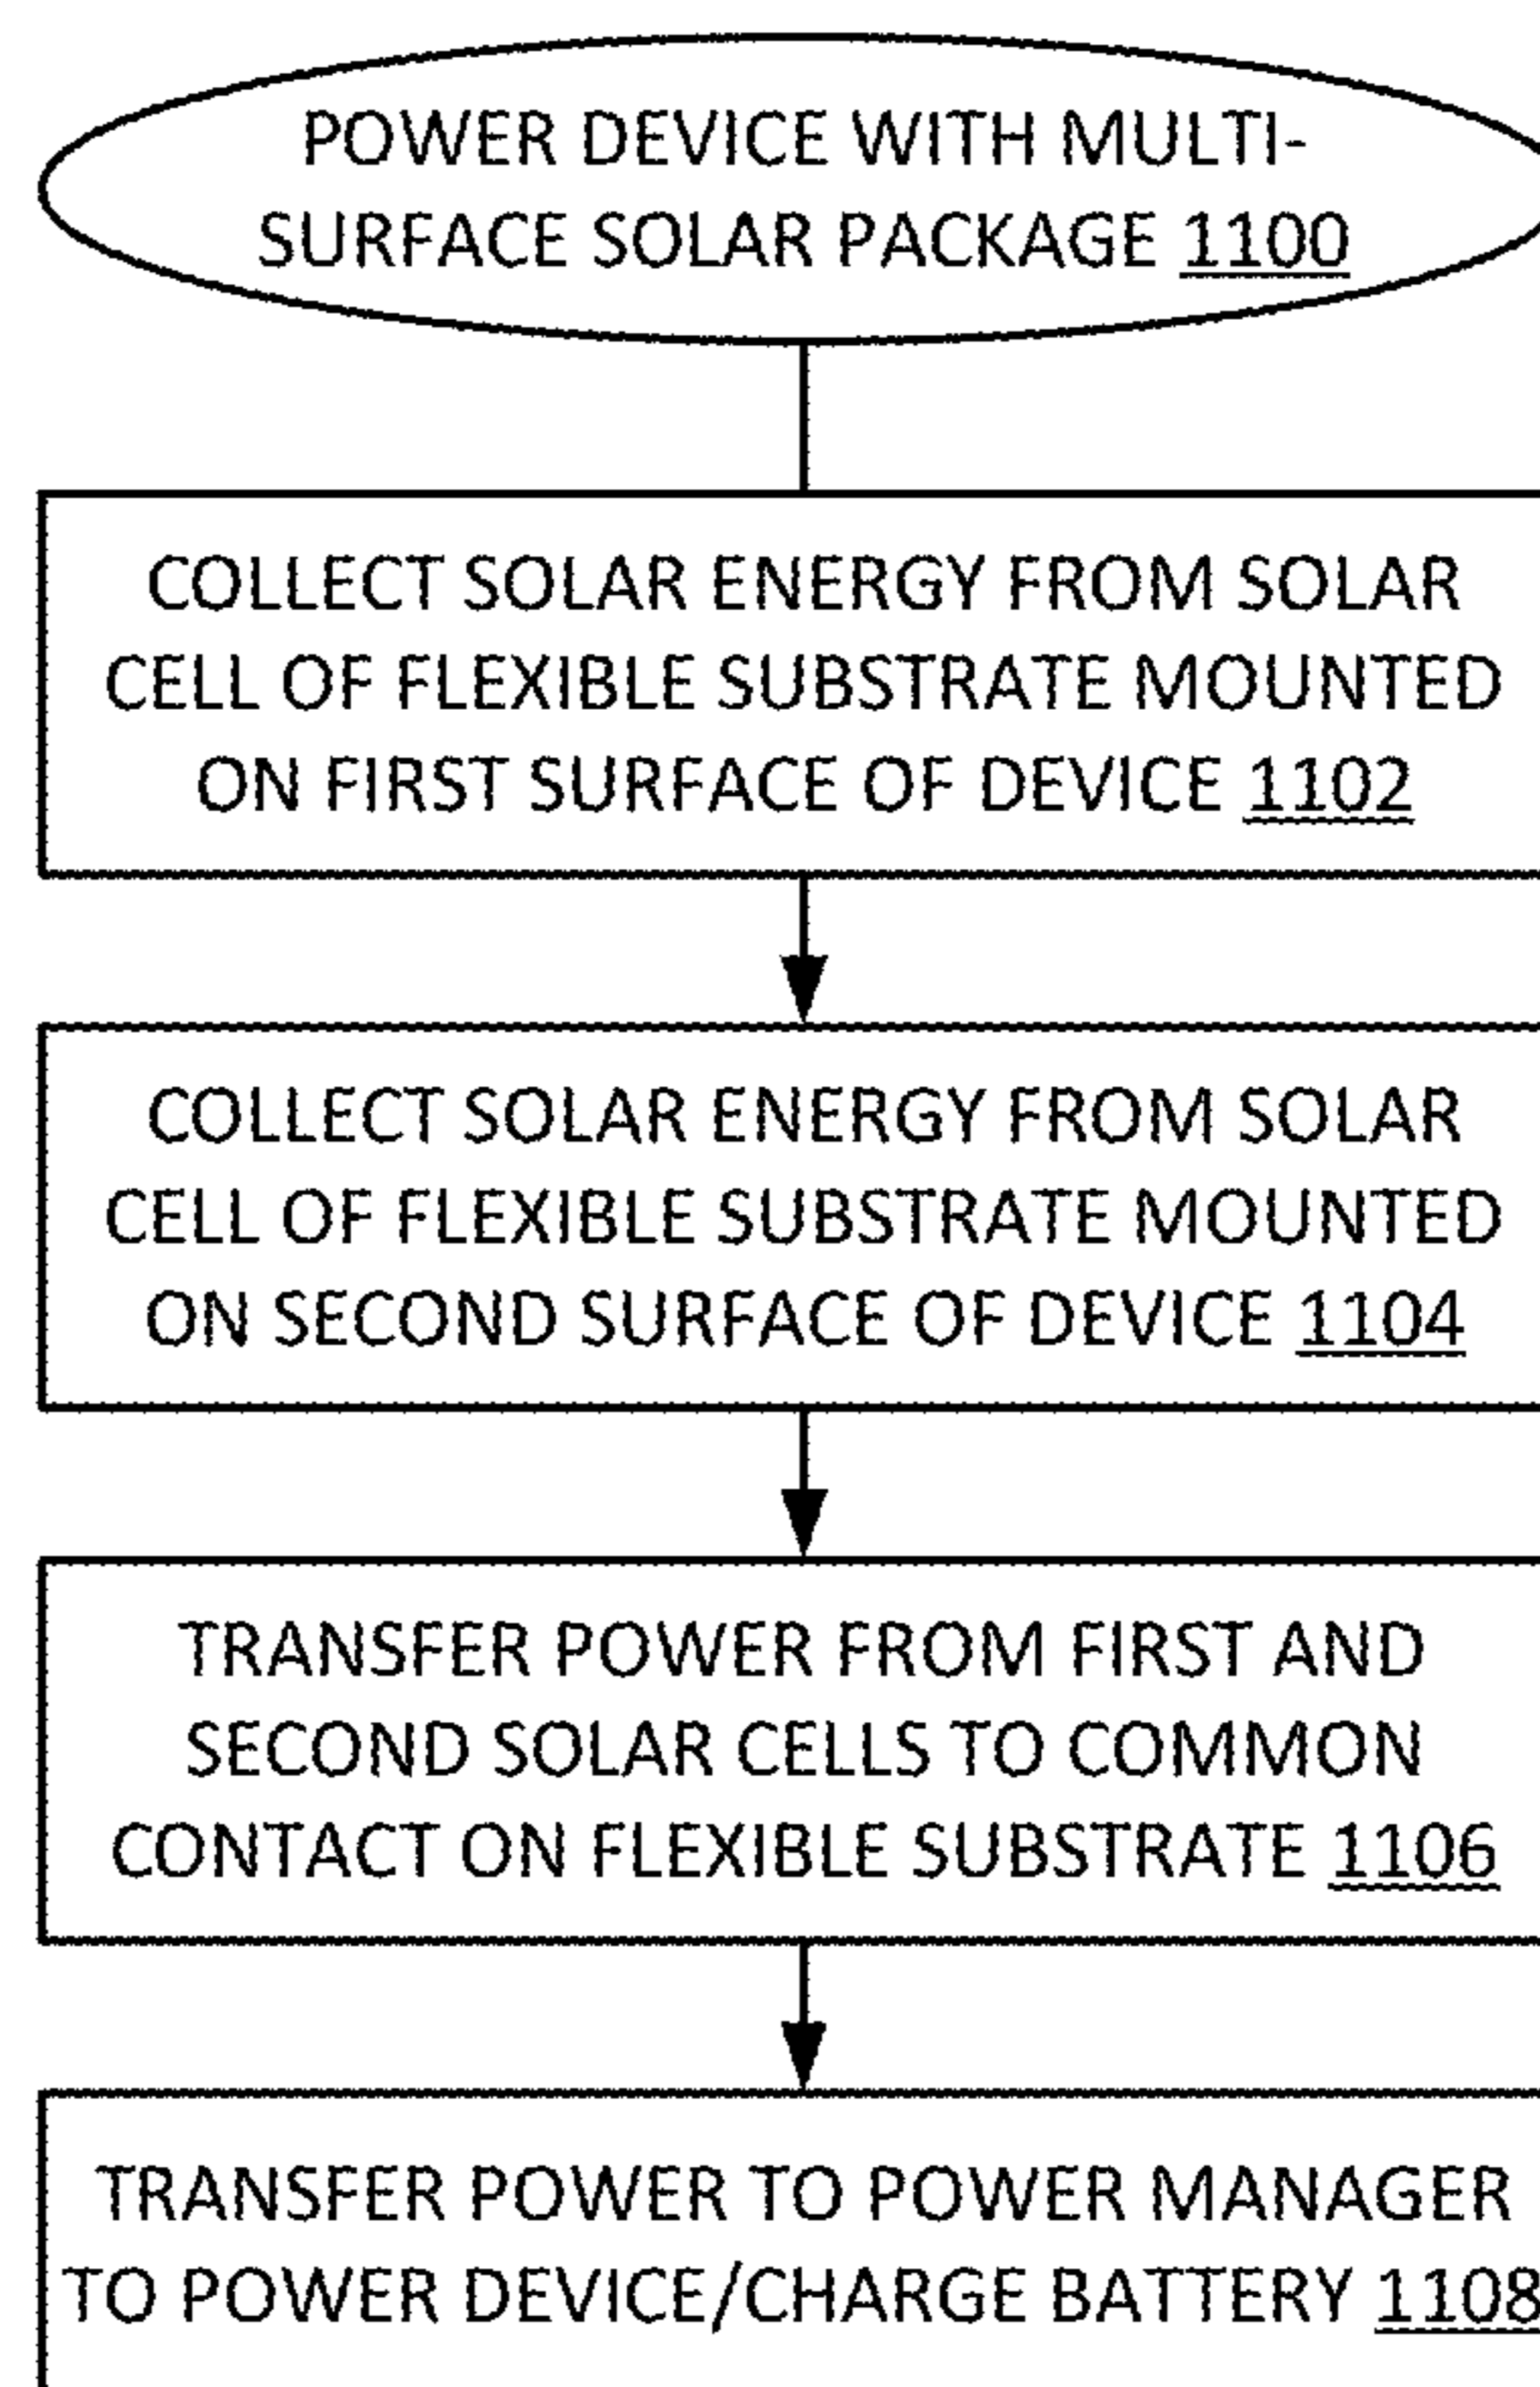 POWER DEVICE WITH MULTI-
SURFACE SOLAR PACKAGE 1100
COLLECT SOLAR ENERGY FROM SOLAR
CELL OF FLEXIBLE SUBSTRATE MOUNTED
ON FIRST SURFACE OF DEVICE 1102
COLLECT SOLAR ENERGY FROM SOLAR
CELL OF FLEXIBLE SUBSTRATE MOUNTED
ON SECOND SURFACE OF DEVICE 1104
TRANSFER POWER FROM FIRST AND
SECOND SOLAR CELLS TO COMMON
CONTACT ON FLEXIBLE SUBSTRATE 1106
TRANSFER POWER TO POWER MANAGER
TO POWER DEVICE/CHARGE BATTERY 1108